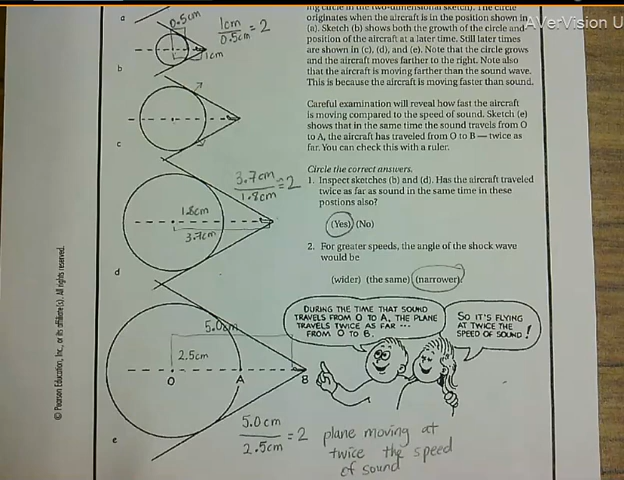 ing circle in the two-dimensional sketch). The circle
originates when the aircraft is in the position shown in
(a). Sketch (b) shows both the growth of the circle and
position of the aircraft at a later time. Still later times
are shown in (c), (d), and (e). Note that the circle grows
and the aircraft moves farther to the right. Note also
that the aircraft is moving farther than the sound wave.
This is because the aircraft is moving faster than sound.
AVerVision U
a
0.5cm
1cm
0.5cm
=2
1cm
b
Careful examination will reveal how fast the aircraft
is moving compared to the speed of sound. Sketch (e)
shows that in the same time the sound travels from O
to A, the aircraft has traveled from O to B — twice as
far. You can check this with a ruler.
c
Circle the correct answers.
1. Inspect sketches (b) and (d). Has the aircraft traveled
twice as far as sound in the same time in these
postions also?
(Yes) (No)
2. For greater speeds, the angle of the shock wave
would be
(wider) (the same) (narrower).
3.7cm
1.8cm
≈2
1.8cm
3.7cm
d
DURING THE TIME THAT SOUND
TRAVELS FROM O TO A, THE PLANE
TRAVELS TWICE AS FAR ...
FROM O TO B.
SO IT'S FLYING
AT TWICE THE
SPEED OF SOUND!
5.0cm
2.5cm
O A B
e
5.0cm
2.5cm
=2
plane moving at
twice the speed
of sound
© Pearson Education, Inc., or its affiliate(s). All rights reserved.